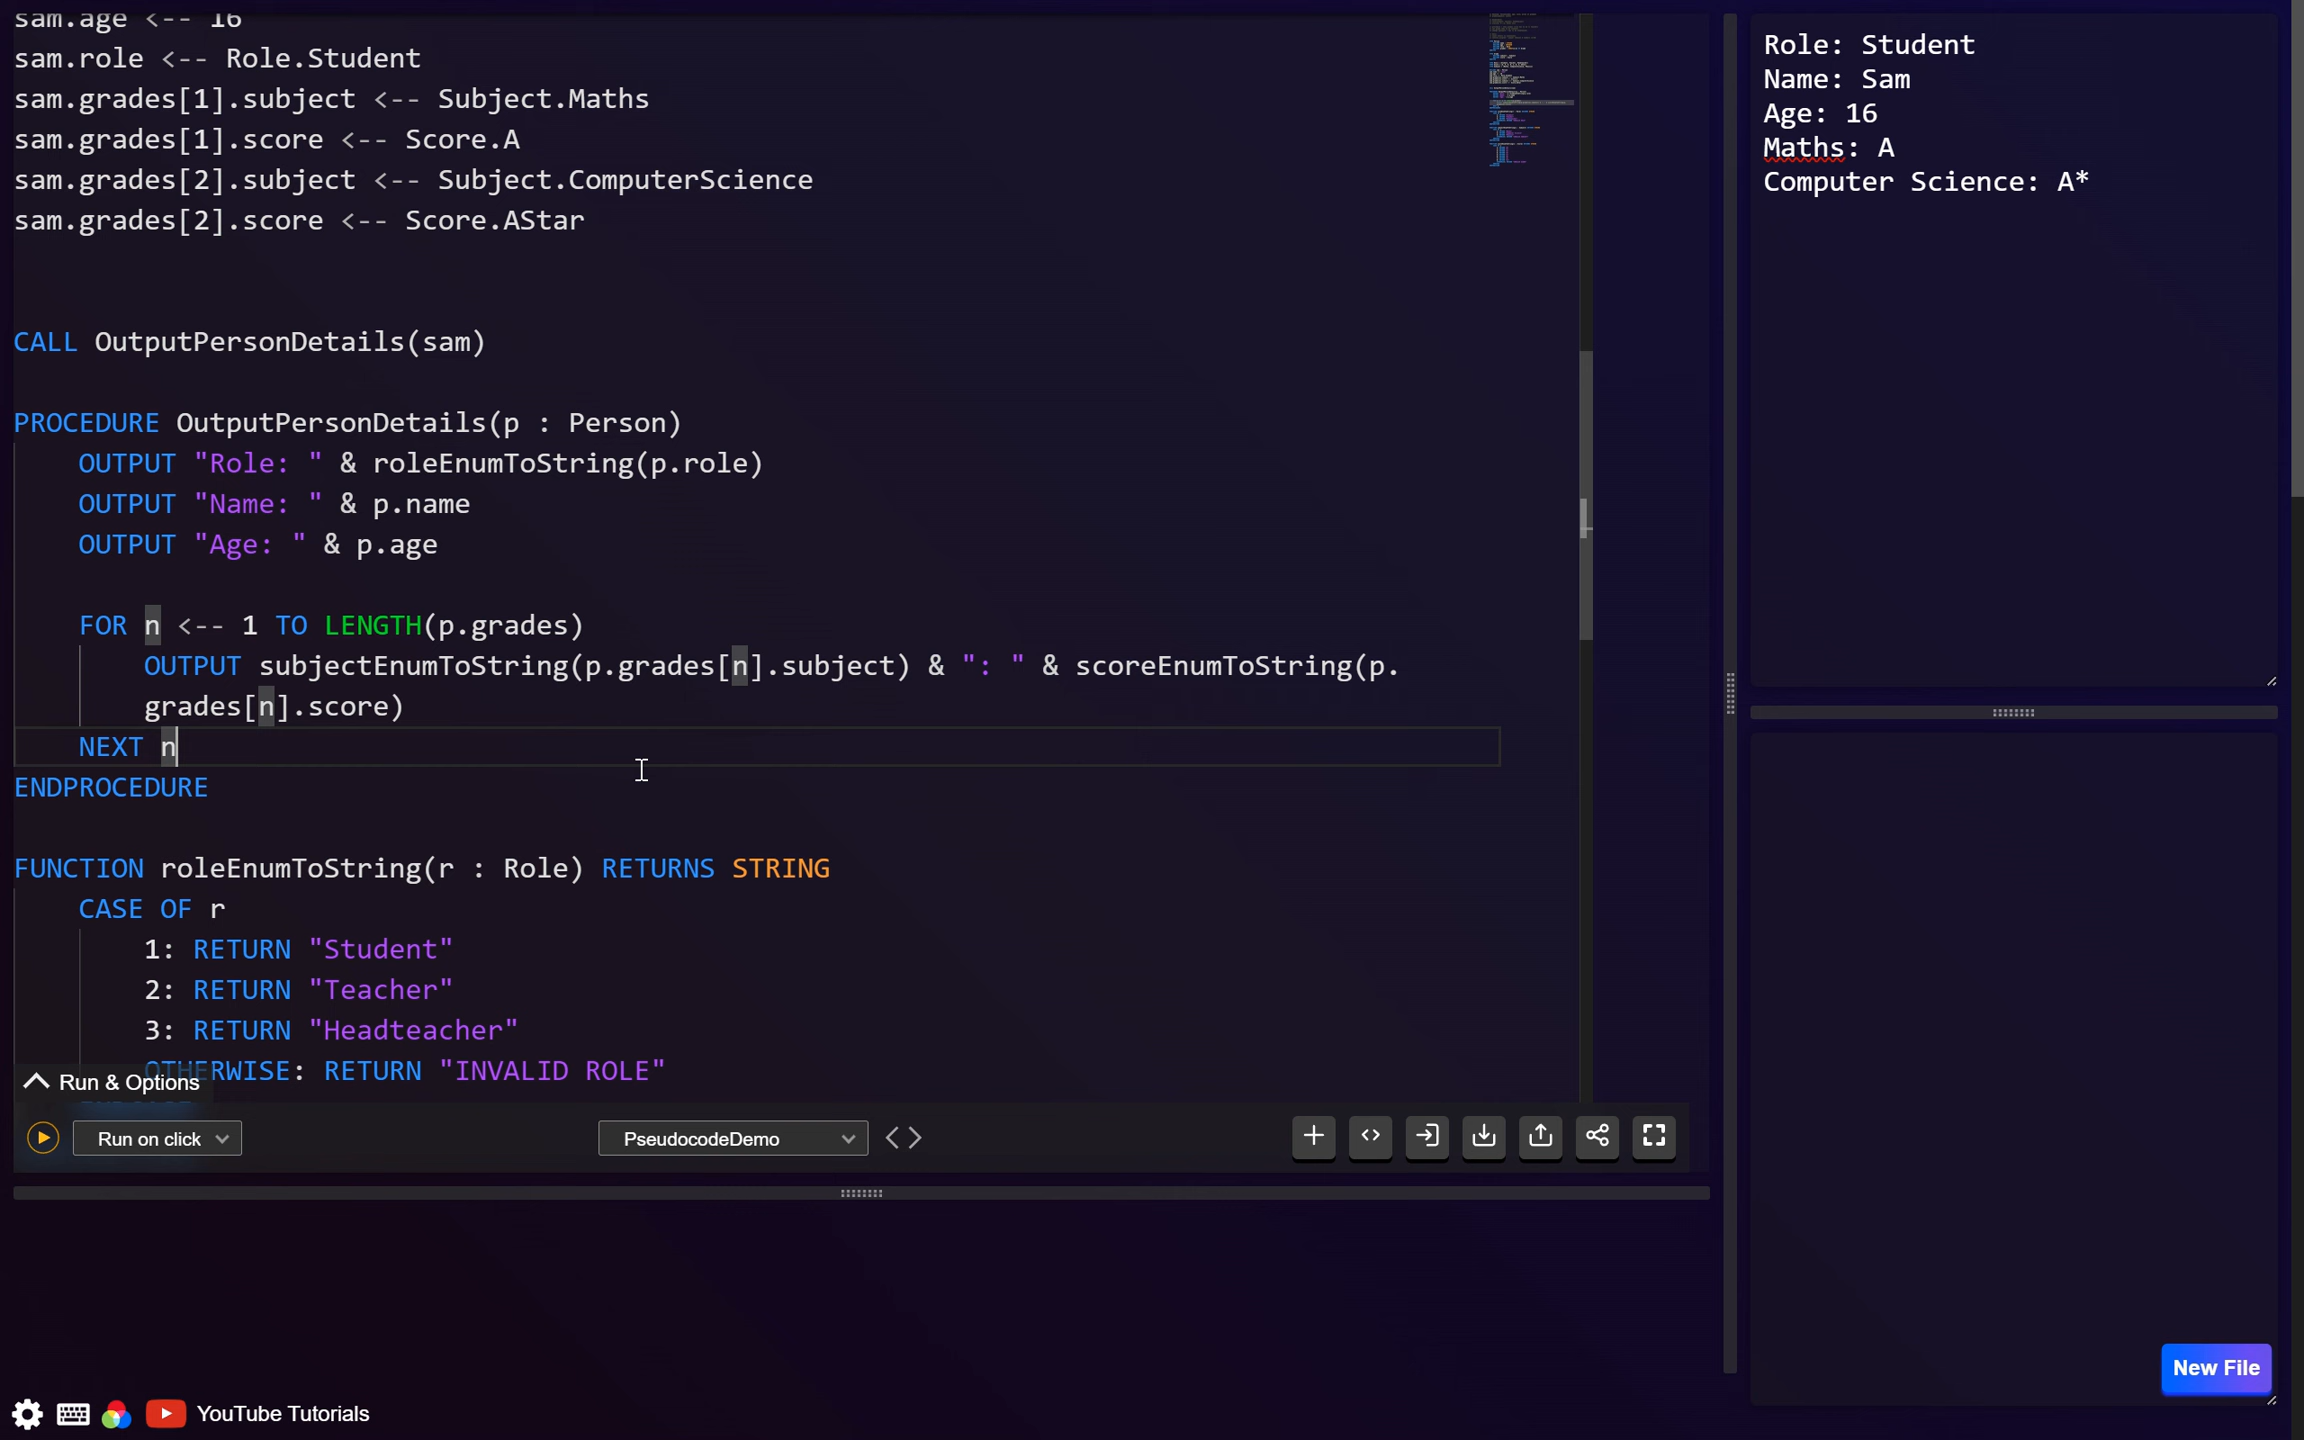 sam.age <-- 16
sam.role <-- Role.Student
sam.grades[1].subject <-- Subject.Maths
sam.grades[1].score <-- Score.A
sam.grades[2].subject <-- Subject.ComputerScience
sam.grades[2].score <-- Score.AStar
CALL OutputPersonDetails(sam)
PROCEDURE OutputPersonDetails(p : Person)
OUTPUT "Role: " & roleEnumToString(p.role)
OUTPUT "Name: " & p.name
OUTPUT "Age: " & p.age
FOR n <-- 1 TO LENGTH(p.grades)
OUTPUT subjectEnumToString(p.grades[n].subject) & ": " & scoreEnumToString(p.
grades[n].score)
NEXT n
ENDPROCEDURE
FUNCTION roleEnumToString(r : Role) RETURNS STRING
CASE OF r
1: RETURN "Student"
2: RETURN "Teacher"
3: RETURN "Headteacher"
OTHERWISE: RETURN "INVALID ROLE"
Run & Options
Run on click
PseudocodeDemo
YouTube Tutorials
Role: Student
Name: Sam
Age: 16
Maths: A
Computer Science: A*
New File